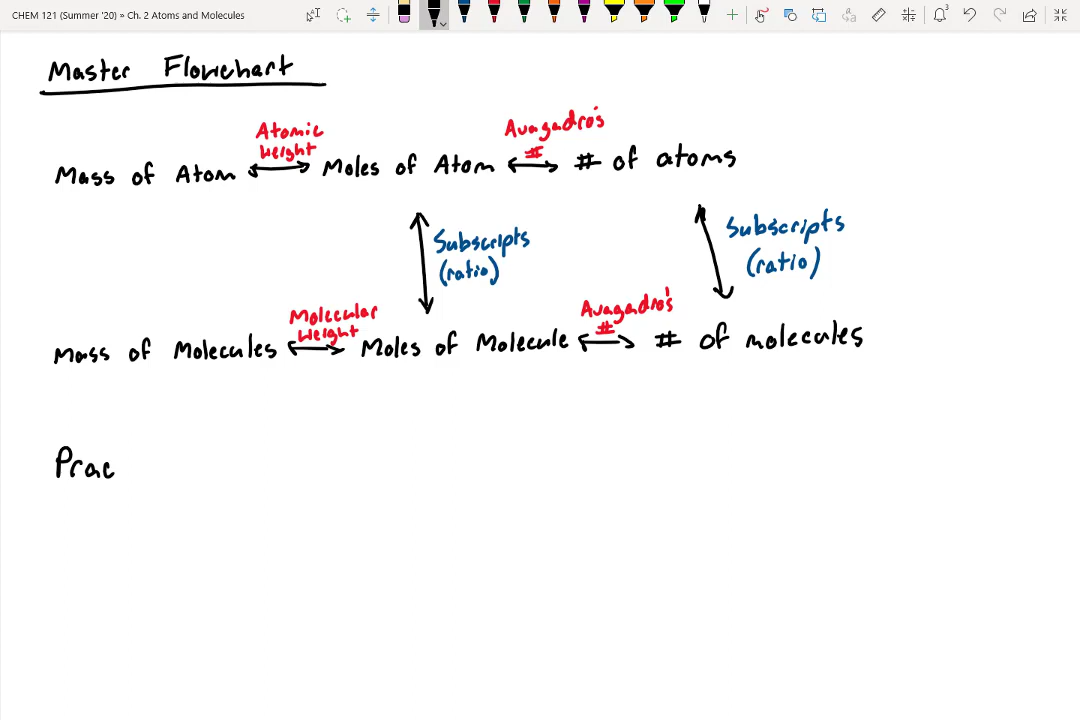 CHEM 121 (Summer '20) » Ch. 2 Atoms and Molecules
3
Master Flowchart
Atomic Weight
Avagadro's #
Mass of Atom Moles of Atom # of atoms
Subscripts (ratio)
Subscripts (ratio)
Molecular Weight
Avagadro's #
Mass of Molecules Moles of Molecule # of molecules
Prac